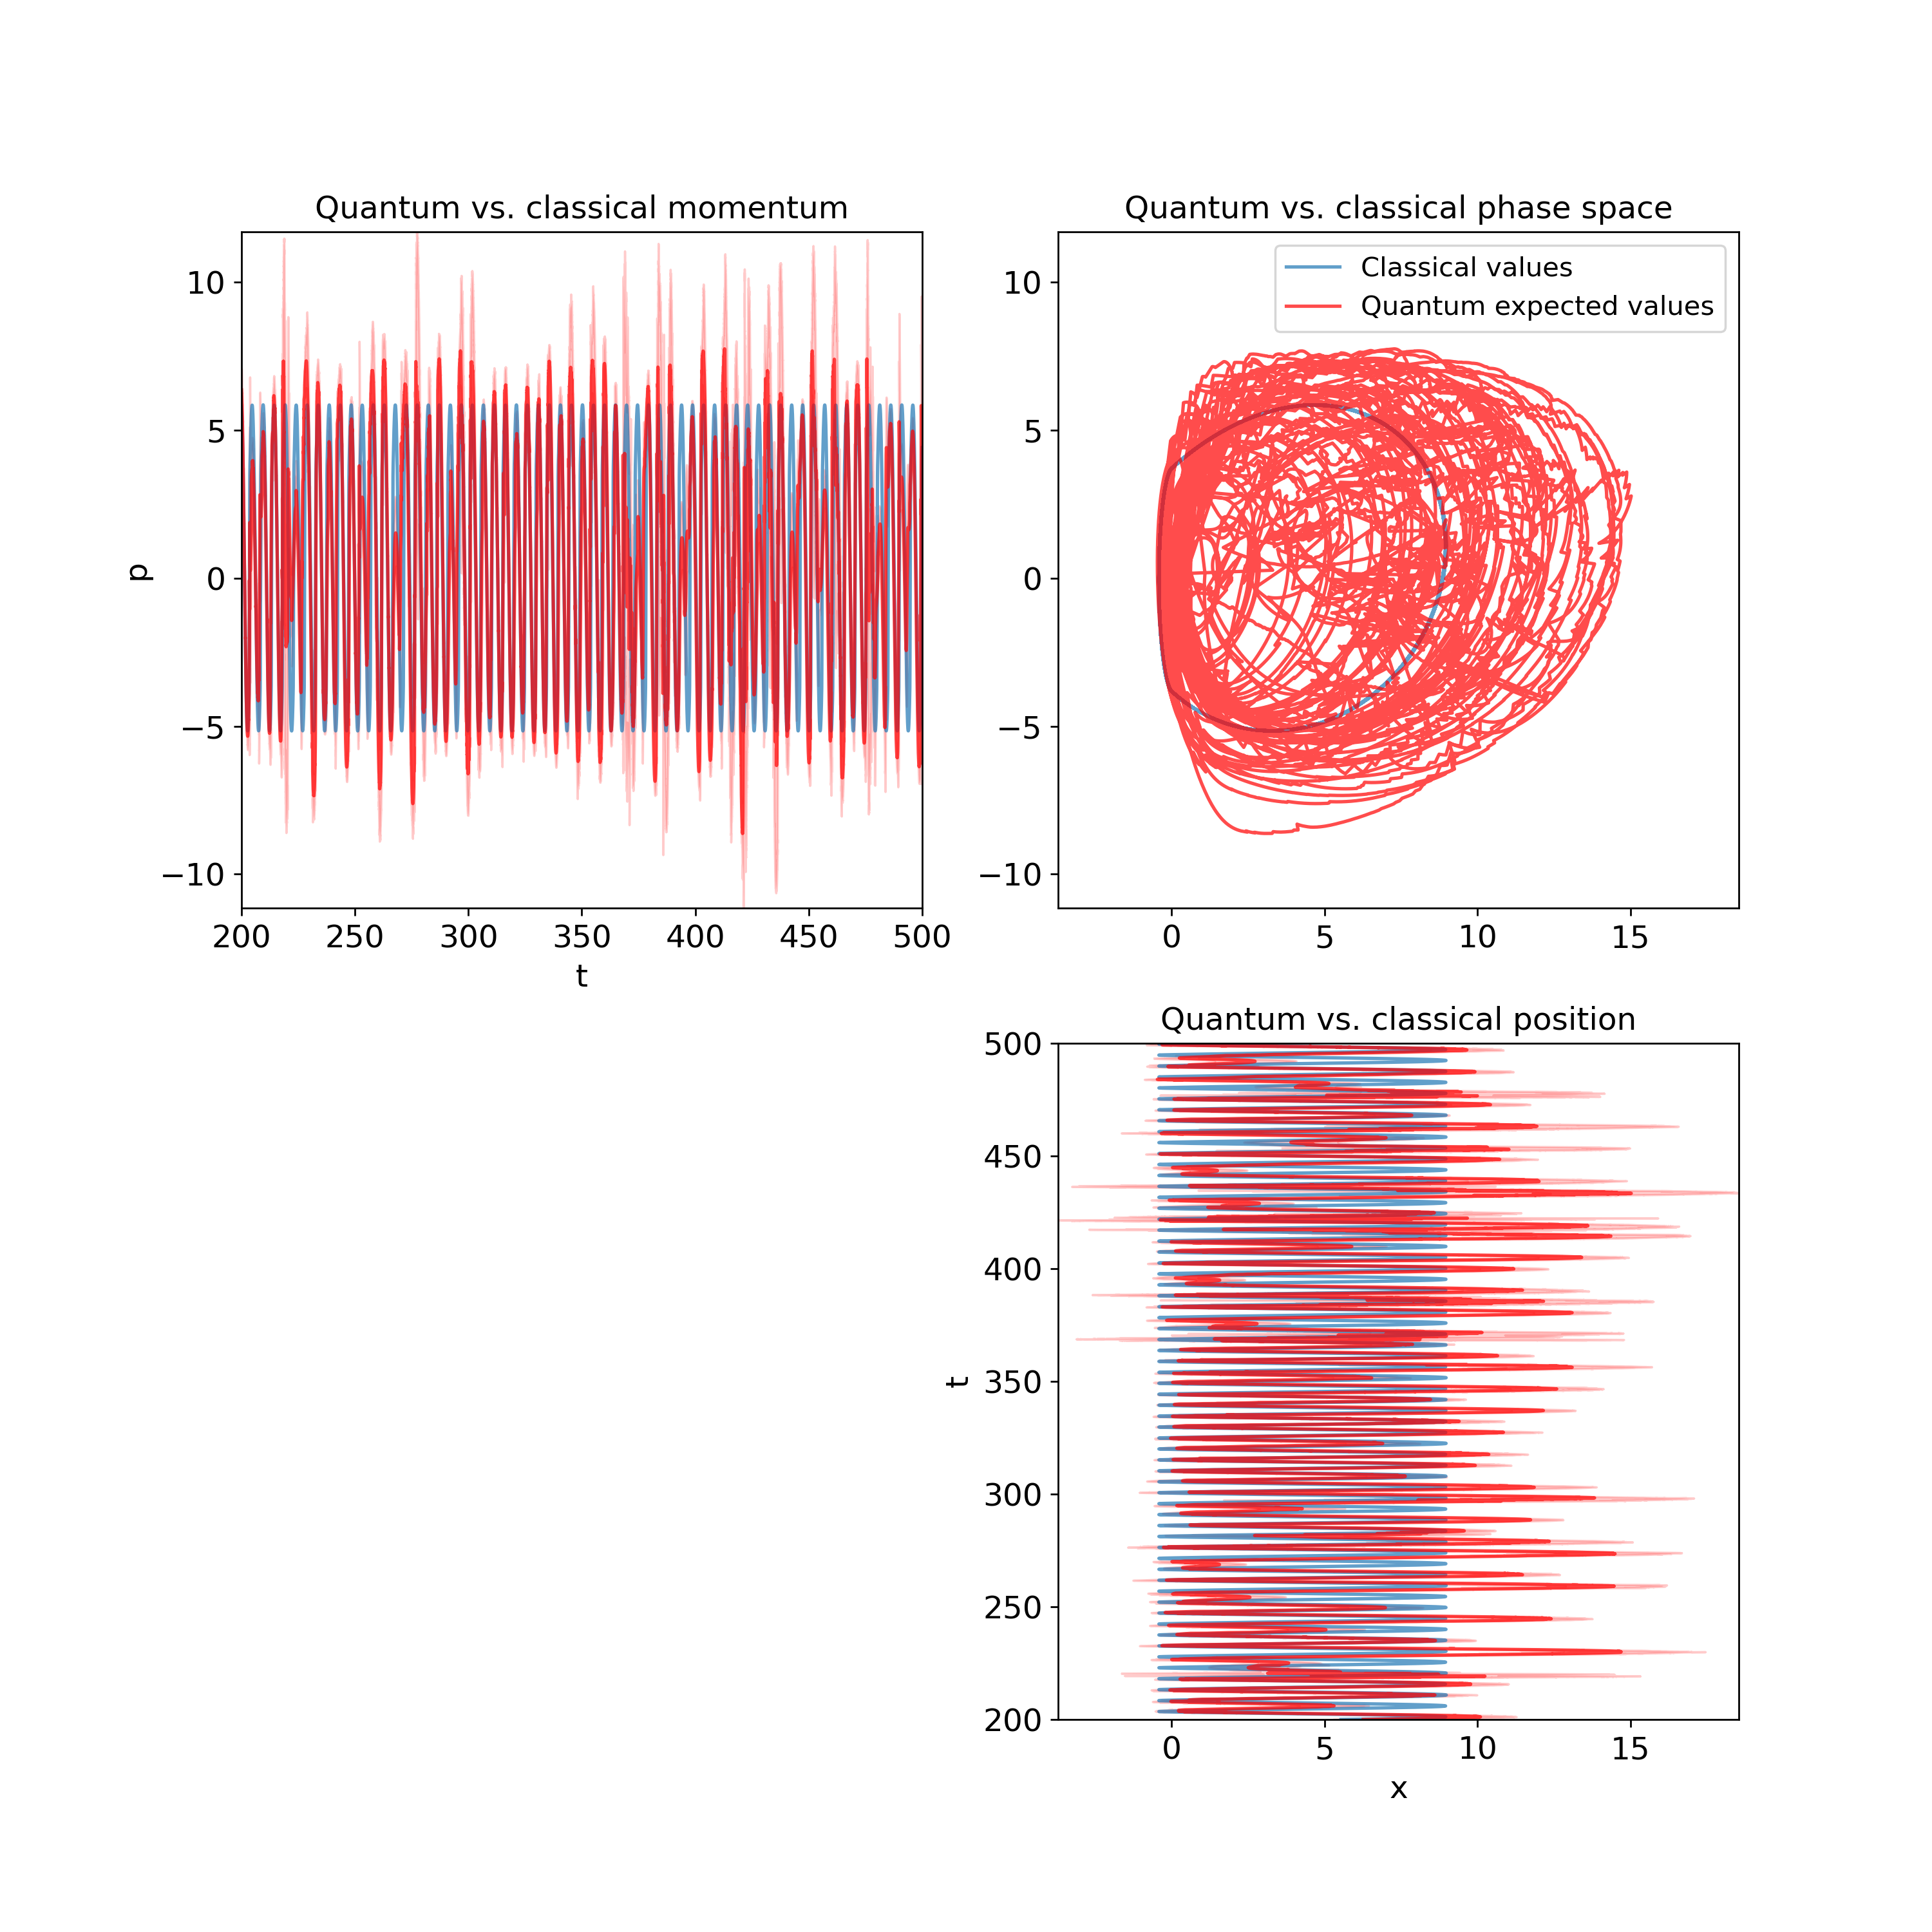 Quantum vs. classical momentum
10
5
0
−5
−10
p
200 250 300 350 400 450 500
t
Quantum vs. classical phase space
Classical values
Quantum expected values
10
5
0
−5
−10
0 5 10 15
Quantum vs. classical position
500
450
400
350
300
250
200
t
0 5 10 15
x